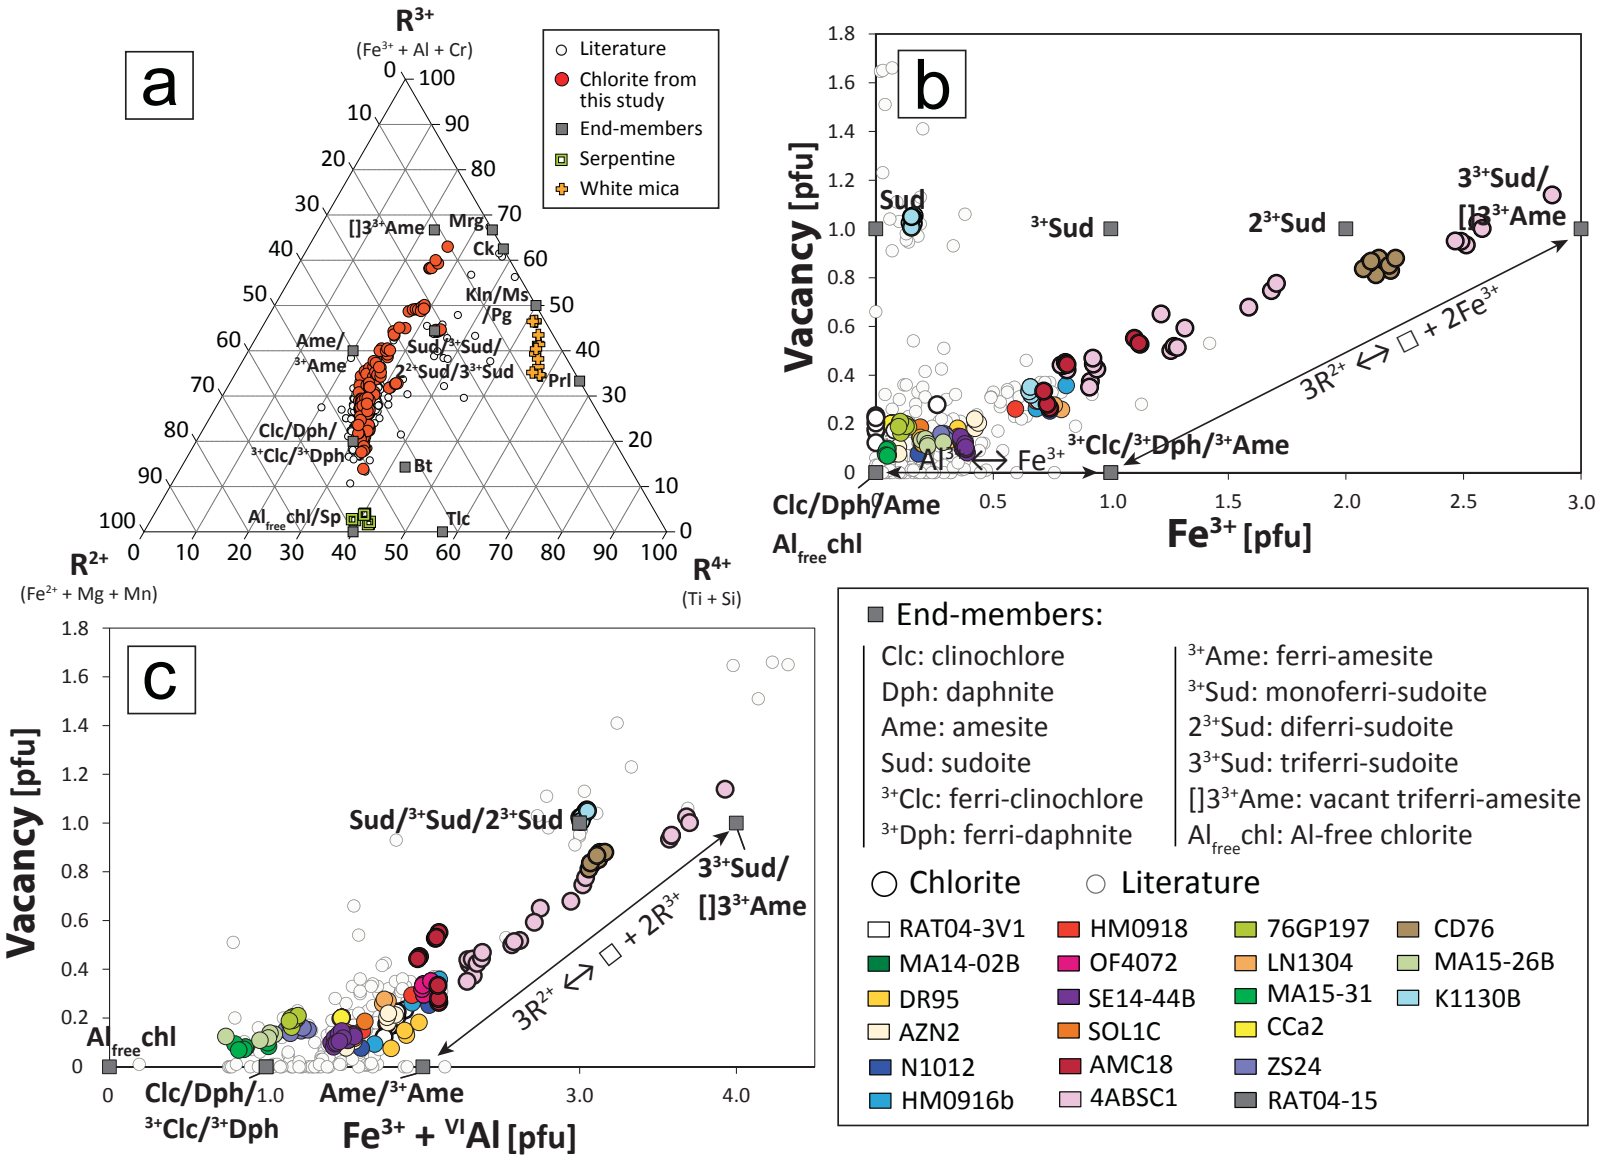 a
R³⁺
(Fe³⁺ + Al + Cr)
Literature
Chlorite from
this study
End-members
Serpentine
White mica
0
10
20
30
40
50
60
70
80
90
100
100
90
80
70
60
50
40
30
20
10
0
[]3³⁺Ame
Mrg
Ck
Kln/Ms
/Pg
Ame/
³⁺Ame
Sud/³⁺Sud/
2²⁺Sud/3³⁺Sud
Prl
Clc/Dph/
³⁺Clc/³⁺Dph
Bt
Al_free chl/Sp
Tlc
0 10 20 30 40 50 60 70 80 90 100
R²⁺
(Fe²⁺ + Mg + Mn)
R⁴⁺
(Ti + Si)
b
Vacancy [pfu]
1.8
1.6
1.4
1.2
1.0
0.8
0.6
0.4
0.2
0
Sud
³⁺Sud
2³⁺Sud
3³⁺Sud/
[]3³⁺Ame
3R²⁺ ↔ □ + 2Fe³⁺
³⁺Clc/³⁺Dph/³⁺Ame
Al³⁺ ↔ Fe³⁺
0 0.5 1.0 1.5 2.0 2.5 3.0
Clc/Dph/Ame
Al_free chl
Fe³⁺ [pfu]
c
Vacancy [pfu]
1.8
1.6
1.4
1.2
1.0
0.8
0.6
0.4
0.2
0
Sud/³⁺Sud/2³⁺Sud
3³⁺Sud/
[]3³⁺Ame
3R²⁺ ↔ □ + 2R³⁺
Al_free chl
0 1.0 3.0 4.0
Clc/Dph/
³⁺Clc/³⁺Dph
Ame/³⁺Ame
Fe³⁺ + ⱽᴵAl [pfu]
End-members:
Clc: clinochlore
Dph: daphnite
Ame: amesite
Sud: sudoite
³⁺Clc: ferri-clinochlore
³⁺Dph: ferri-daphnite
³⁺Ame: ferri-amesite
³⁺Sud: monoferri-sudoite
2³⁺Sud: diferri-sudoite
3³⁺Sud: triferri-sudoite
[]3³⁺Ame: vacant triferri-amesite
Al_free chl: Al-free chlorite
Chlorite
Literature
RAT04-3V1
MA14-02B
DR95
AZN2
N1012
HM0916b
HM0918
OF4072
SE14-44B
SOL1C
AMC18
4ABSC1
76GP197
LN1304
MA15-31
CCa2
ZS24
RAT04-15
CD76
MA15-26B
K1130B